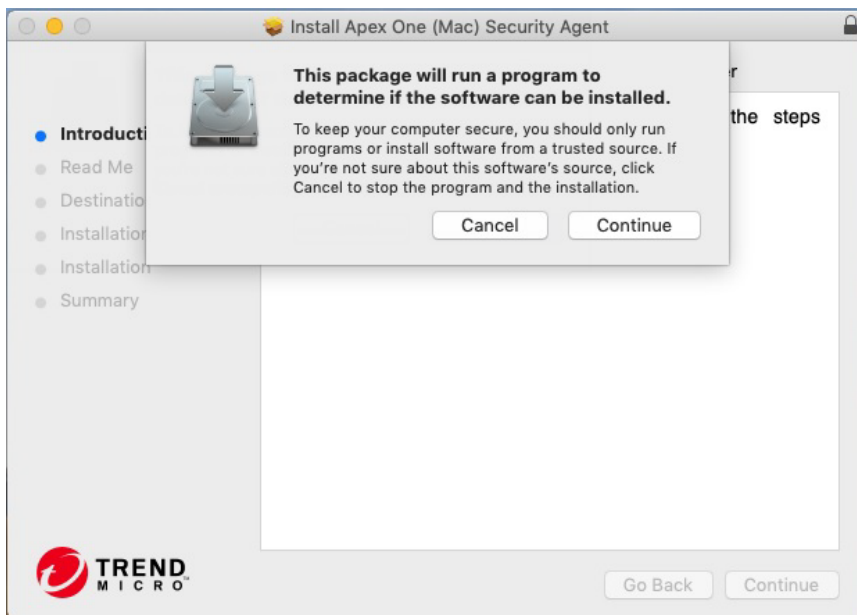 Install Apex One (Mac) Security Agent
This package will run a program to
determine if the software can be installed.
To keep your computer secure, you should only run
programs or install software from a trusted source. If
you're not sure about this software's source, click
Cancel to stop the program and the installation.
Cancel Continue
the steps
Introducti
Read Me
Destinatio
Installation
Installation
Summary
TREND
MICRO™
Go Back Continue